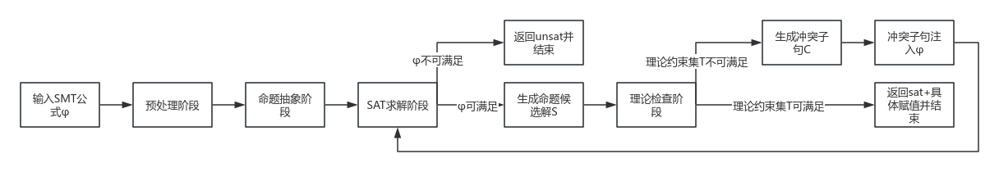 返回unsat并
结束
生成冲突子
句C
冲突子句注
入φ
φ不可满足
理论约束集T不可满足
输入SMT公
式φ
预处理阶段
命题抽象阶
段
SAT求解阶段
φ可满足
生成命题候
选解S
理论检查阶
段
理论约束集T可满足
返回sat+具
体赋值并结
束